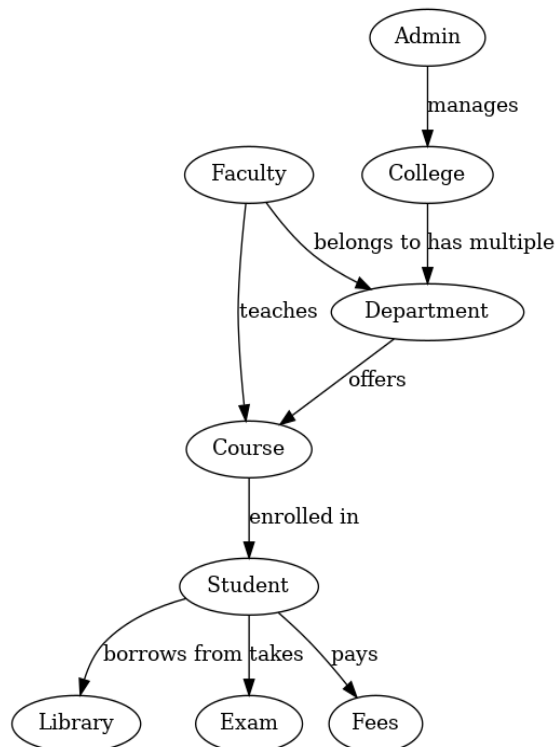 Admin
manages
Faculty
College
belongs to
has multiple
teaches
Department
offers
Course
enrolled in
Student
borrows from
takes
pays
Library
Exam
Fees